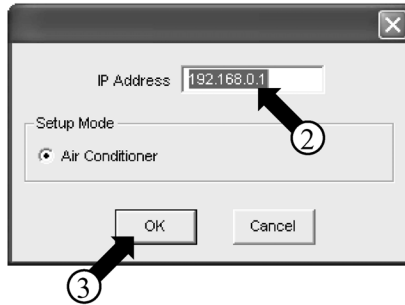 IP Address 192.168.0.1
2
Setup Mode
Air Conditioner
OK Cancel
3